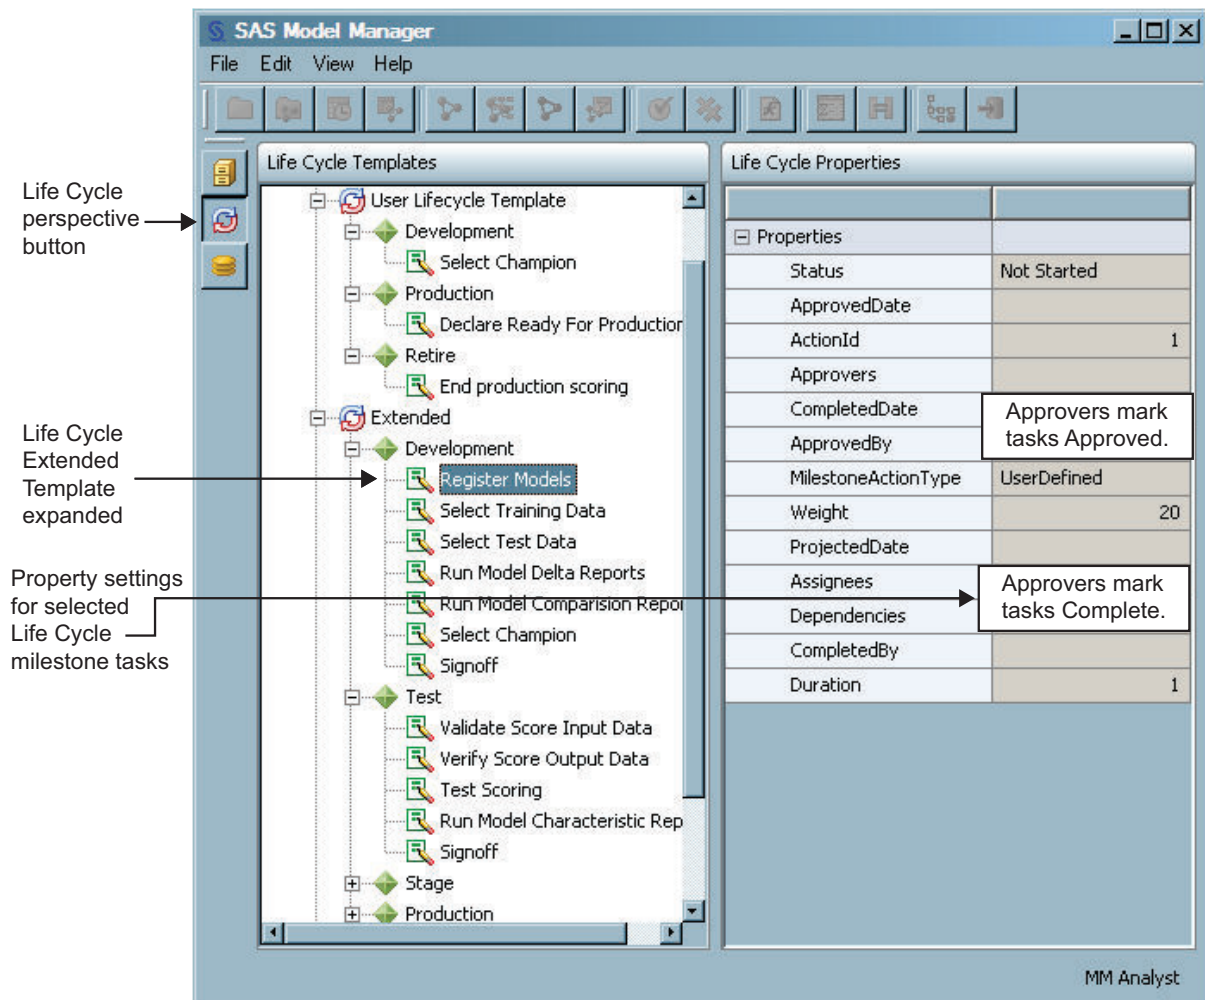 SAS Model Manager
File Edit View Help
Life Cycle
perspective
button
Life Cycle
Extended
Template
expanded
Property settings
for selected
Life Cycle
milestone tasks
Life Cycle Templates
User Lifecycle Template
Development
Select Champion
Production
Declare Ready For Production
Retire
End production scoring
Extended
Development
Register Models
Select Training Data
Select Test Data
Run Model Delta Reports
Run Model Comparision Repor
Select Champion
Signoff
Test
Validate Score Input Data
Verify Score Output Data
Test Scoring
Run Model Characteristic Rep
Signoff
Stage
Production
Life Cycle Properties
Properties
Status Not Started
ApprovedDate
ActionId 1
Approvers
CompletedDate
ApprovedBy
Approvers mark
tasks Approved.
MilestoneActionType UserDefined
Weight 20
ProjectedDate
Assignees
Dependencies
Approvers mark
tasks Complete.
CompletedBy
Duration 1
MM Analyst